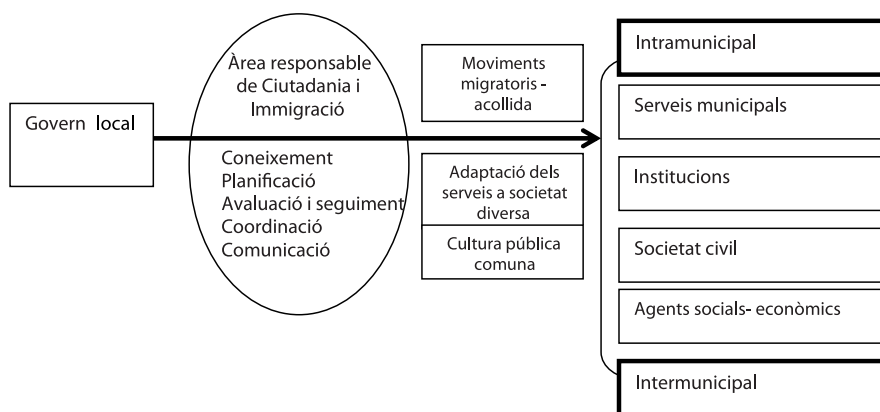 Govern local
Àrea responsable
de Ciutadania i
Immigració
Coneixement
Planificació
Avaluació i seguiment
Coordinació
Comunicació
Moviments
migratoris -
acollida
Adaptació dels
serveis a societat
diversa
Cultura pública
comuna
Intramunicipal
Serveis municipals
Institucions
Societat civil
Agents socials- econòmics
Intermunicipal